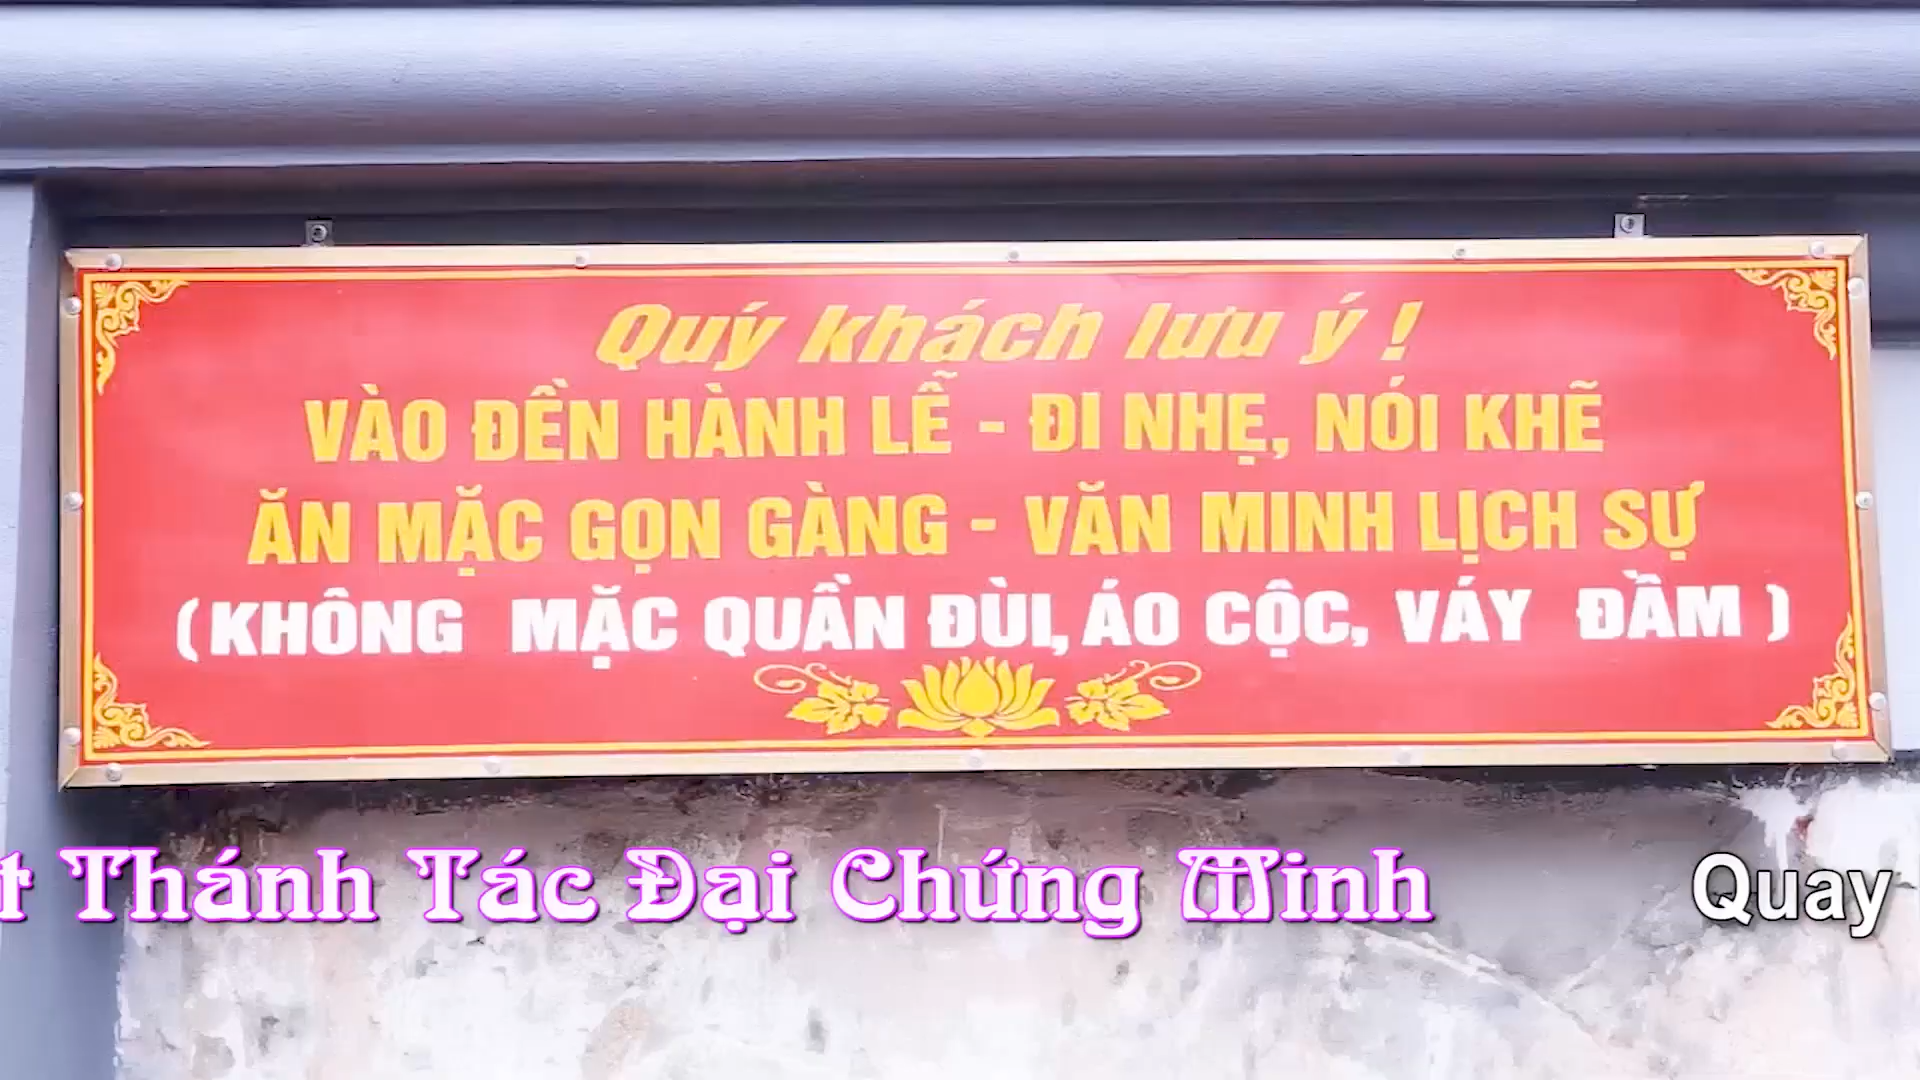 Quý khách lưu ý !
VÀO ĐỀN HÀNH LỄ - ĐI NHẸ, NÓI KHẼ
ĂN MẶC GỌN GÀNG - VĂN MINH LỊCH SỰ
(KHÔNG MẶC QUẦN ĐÙI, ÁO CỘC, VÁY ĐẦM )
t Thánh Tác Đại Chứng Minh Quay